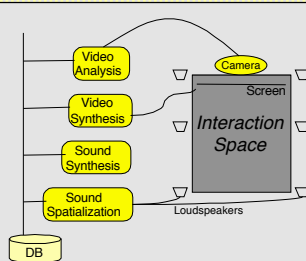 Video
Analysis
Camera
Screen
Video
Synthesis
Interaction
Space
Sound
Synthesis
Sound
Spatialization
Loudspeakers
DB